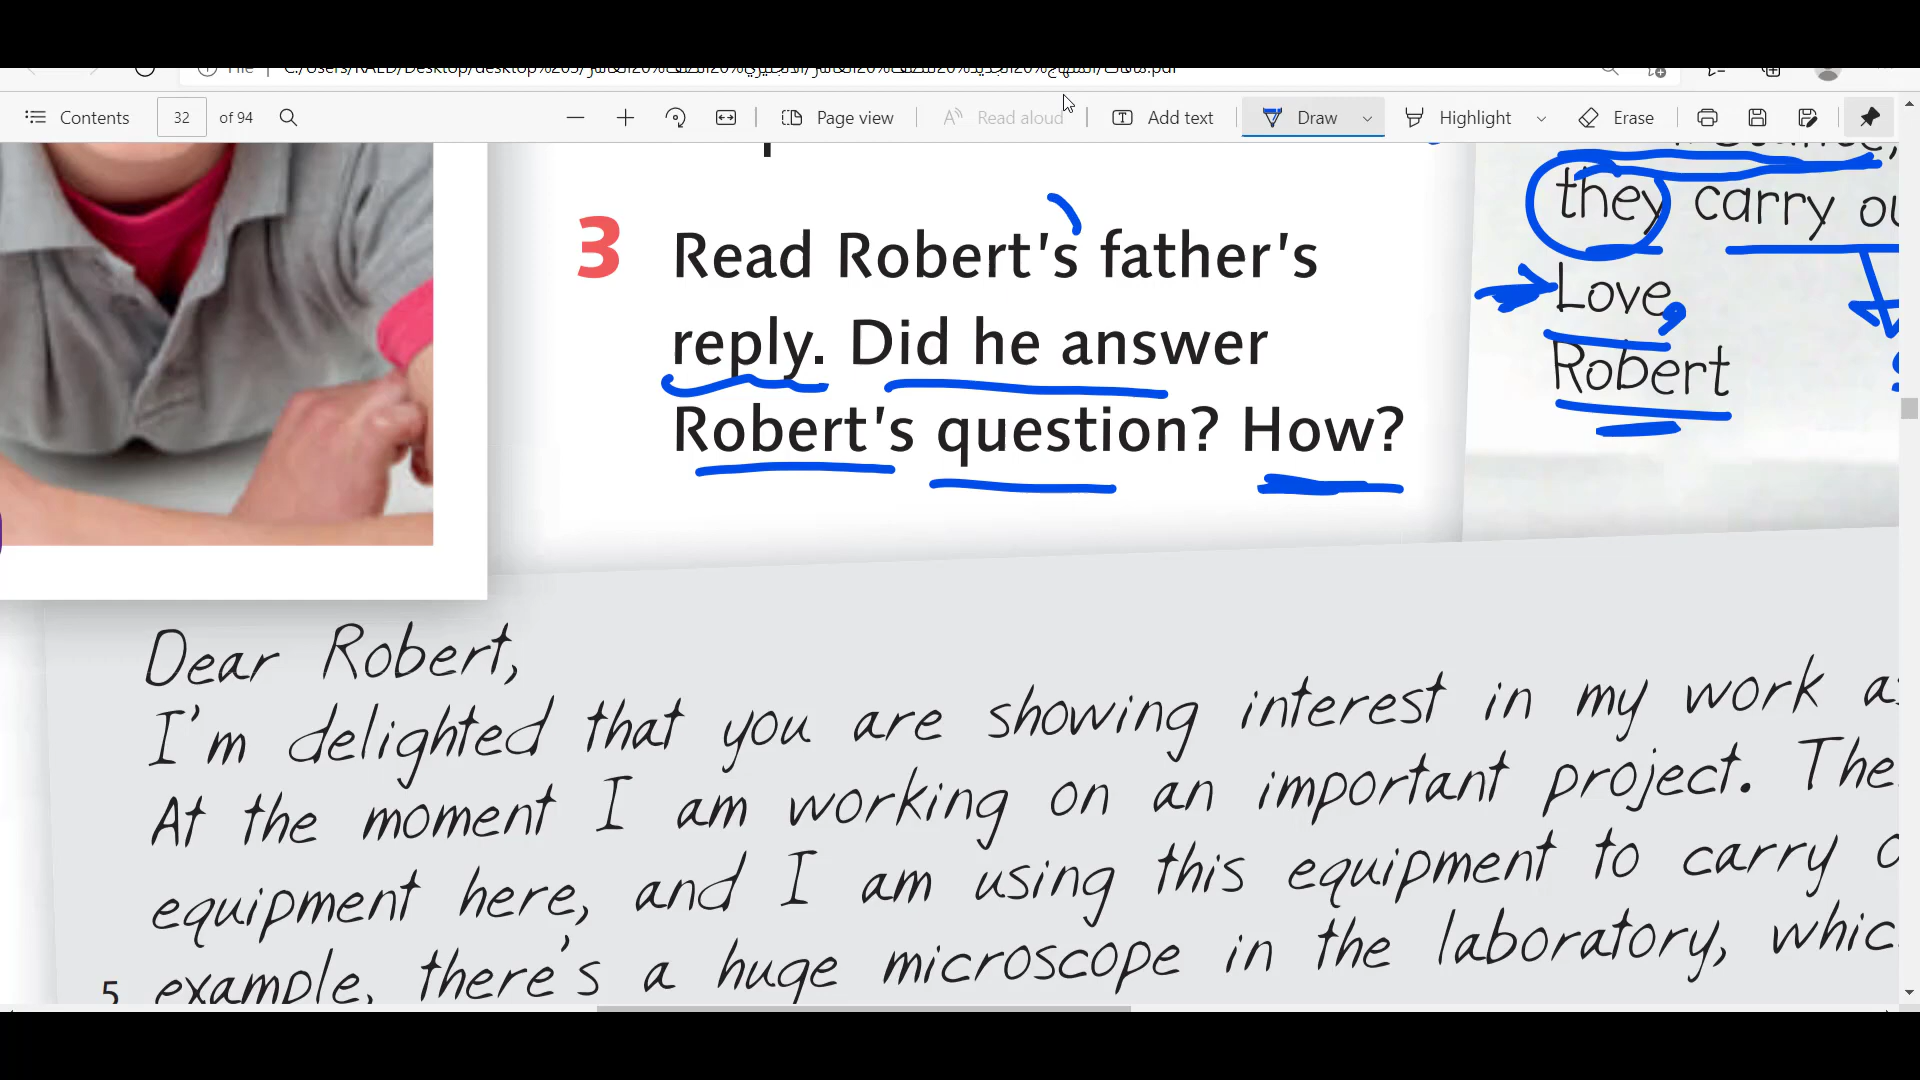 Contents
32
of 94
Page view
Read aloud
Add text
Draw
Highlight
Erase
3
Read Robert's father's
reply. Did he answer
Robert's question? How?
they carry
Love,
Robert
Dear Robert,
I'm delighted that you are showing interest in my work
At the moment I am working on an important project. The
equipment here, and I am using this equipment to carry
5
example, there's a huge microscope in the laboratory,